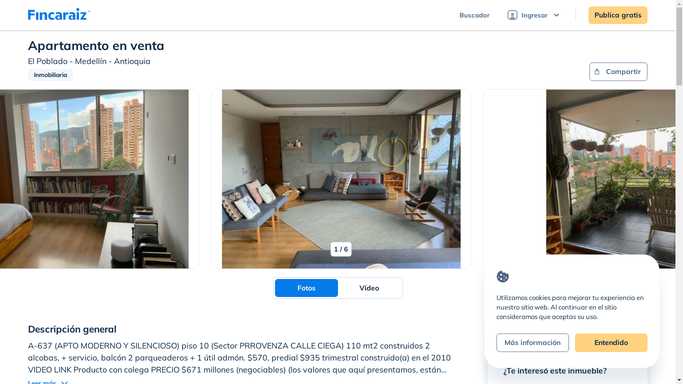 Fincaraiz
Buscador
Ingresar
Publica gratis
Apartamento en venta
El Poblado - Medellín - Antioquia
Inmobiliaria
Compartir
1 / 6
Fotos
Video
Descripción general
A-637 (APTO MODERNO Y SILENCIOSO) piso 10 (Sector PRROVENZA CALLE CIEGA) 110 mt2 construidos 2
alcobas, + servicio, balcón 2 parqueaderos + 1 útil admón. $570, predial $935 trimestral construido(a) en el 2010
VIDEO LINK Producto con colega PRECIO $671 millones (negociables) (los valores que aquí presentamos, están...
Leer más
Utilizamos cookies para mejorar tu experiencia en
nuestro sitio web. Al continuar en el sitio
consideramos que aceptas su uso.
Más información
Entendido
¿Te interesó este inmueble?